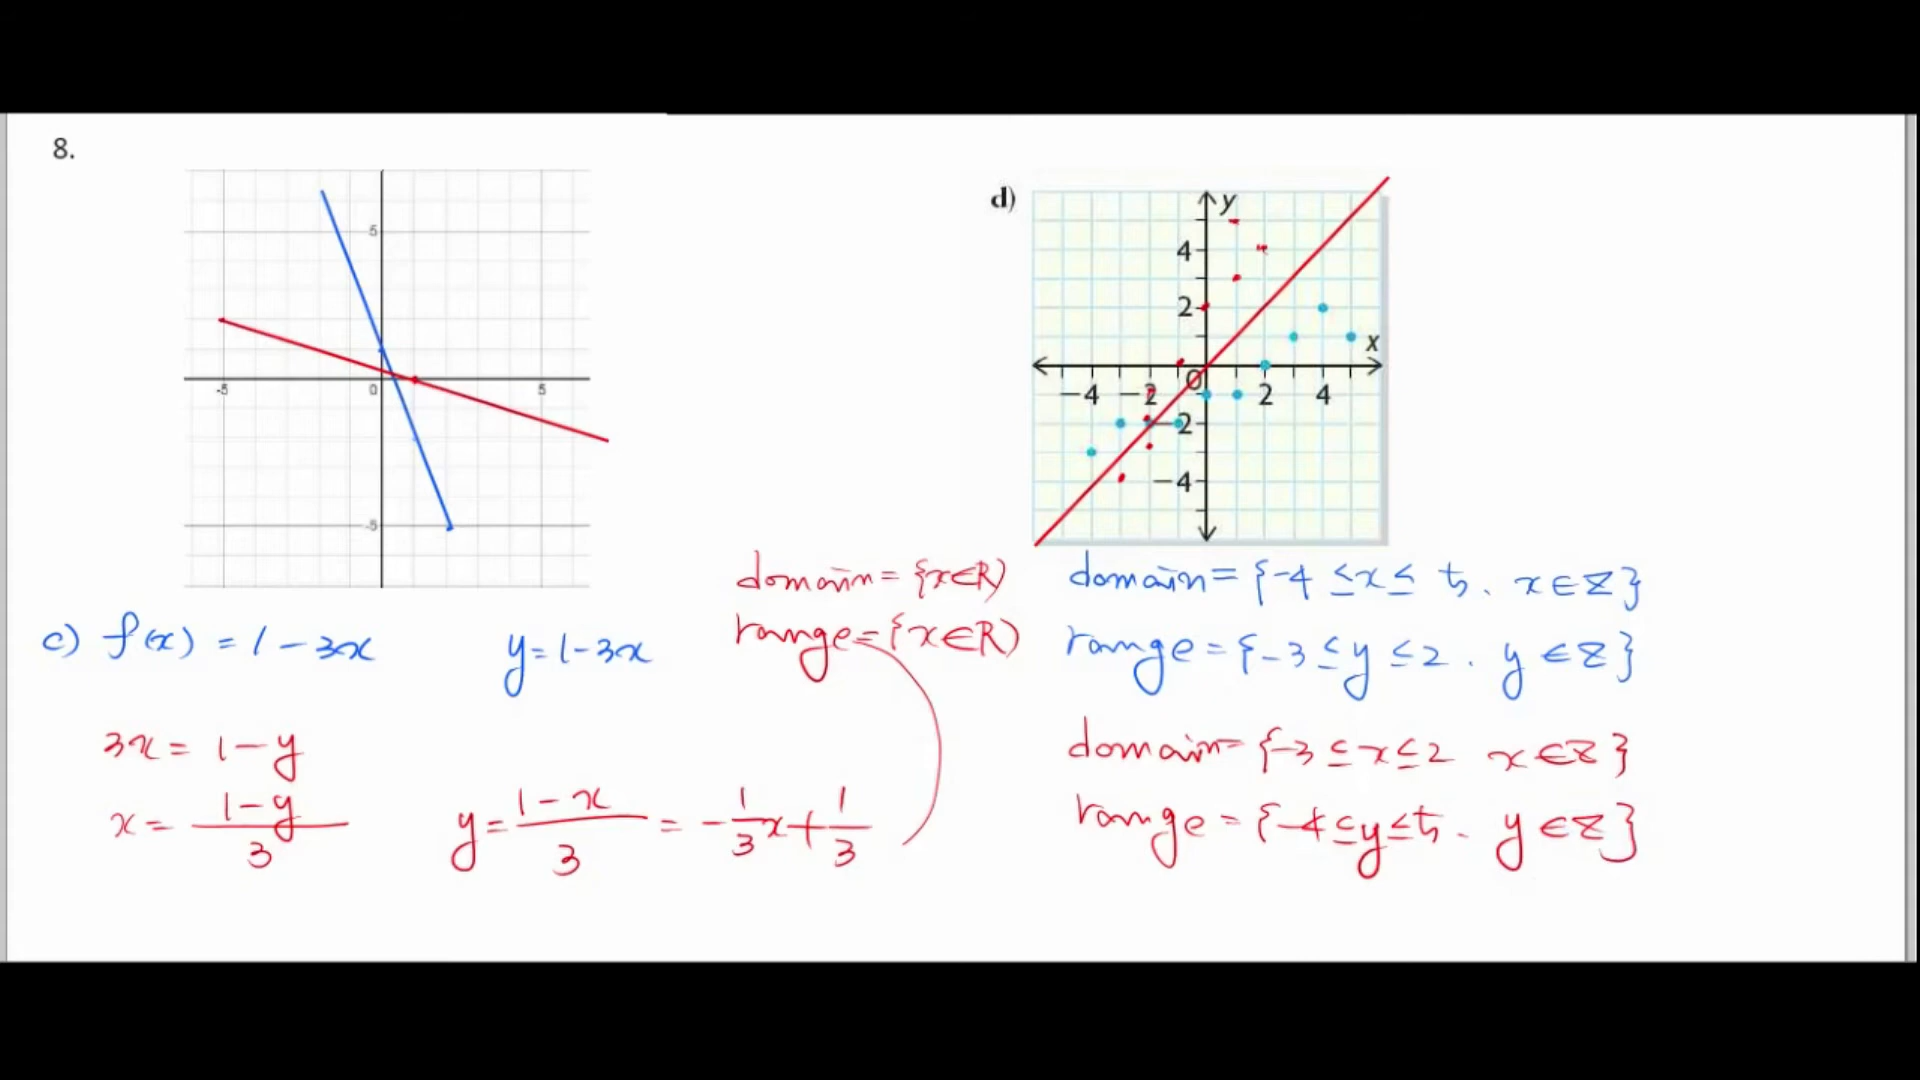 8.
5
-5
0
5
-5
d)
y
4
2
x
-4
-2
0
2
4
-2
-4
domain = {x∈R}
range = {x∈R}
domain = {-4 ≤ x ≤ 5. x ∈ Z}
range = {-3 ≤ y ≤ 2. y ∈ Z}
c) f(x) = 1 - 3x
y = 1 - 3x
3x = 1 - y
x = (1 - y)/3
y = (1 - x)/3 = -1/3 x + 1/3
domain = {-3 ≤ x ≤ 2 x ∈ Z}
range = {-4 ≤ y ≤ 5. y ∈ Z}